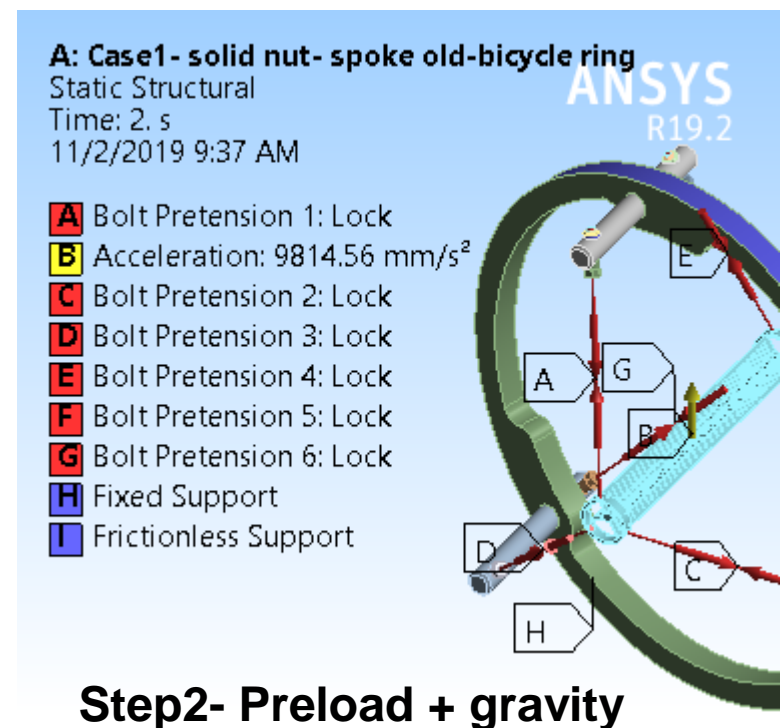 A: Case1- solid nut- spoke old-bicycle ring
Static Structural
Time: 2. s
11/2/2019 9:37 AM
ANSYS
R19.2
A Bolt Pretension 1: Lock
B Acceleration: 9814.56 mm/s²
C Bolt Pretension 2: Lock
D Bolt Pretension 3: Lock
E Bolt Pretension 4: Lock
F Bolt Pretension 5: Lock
G Bolt Pretension 6: Lock
H Fixed Support
I Frictionless Support
E
A
G
B
D
C
H
Step2- Preload + gravity